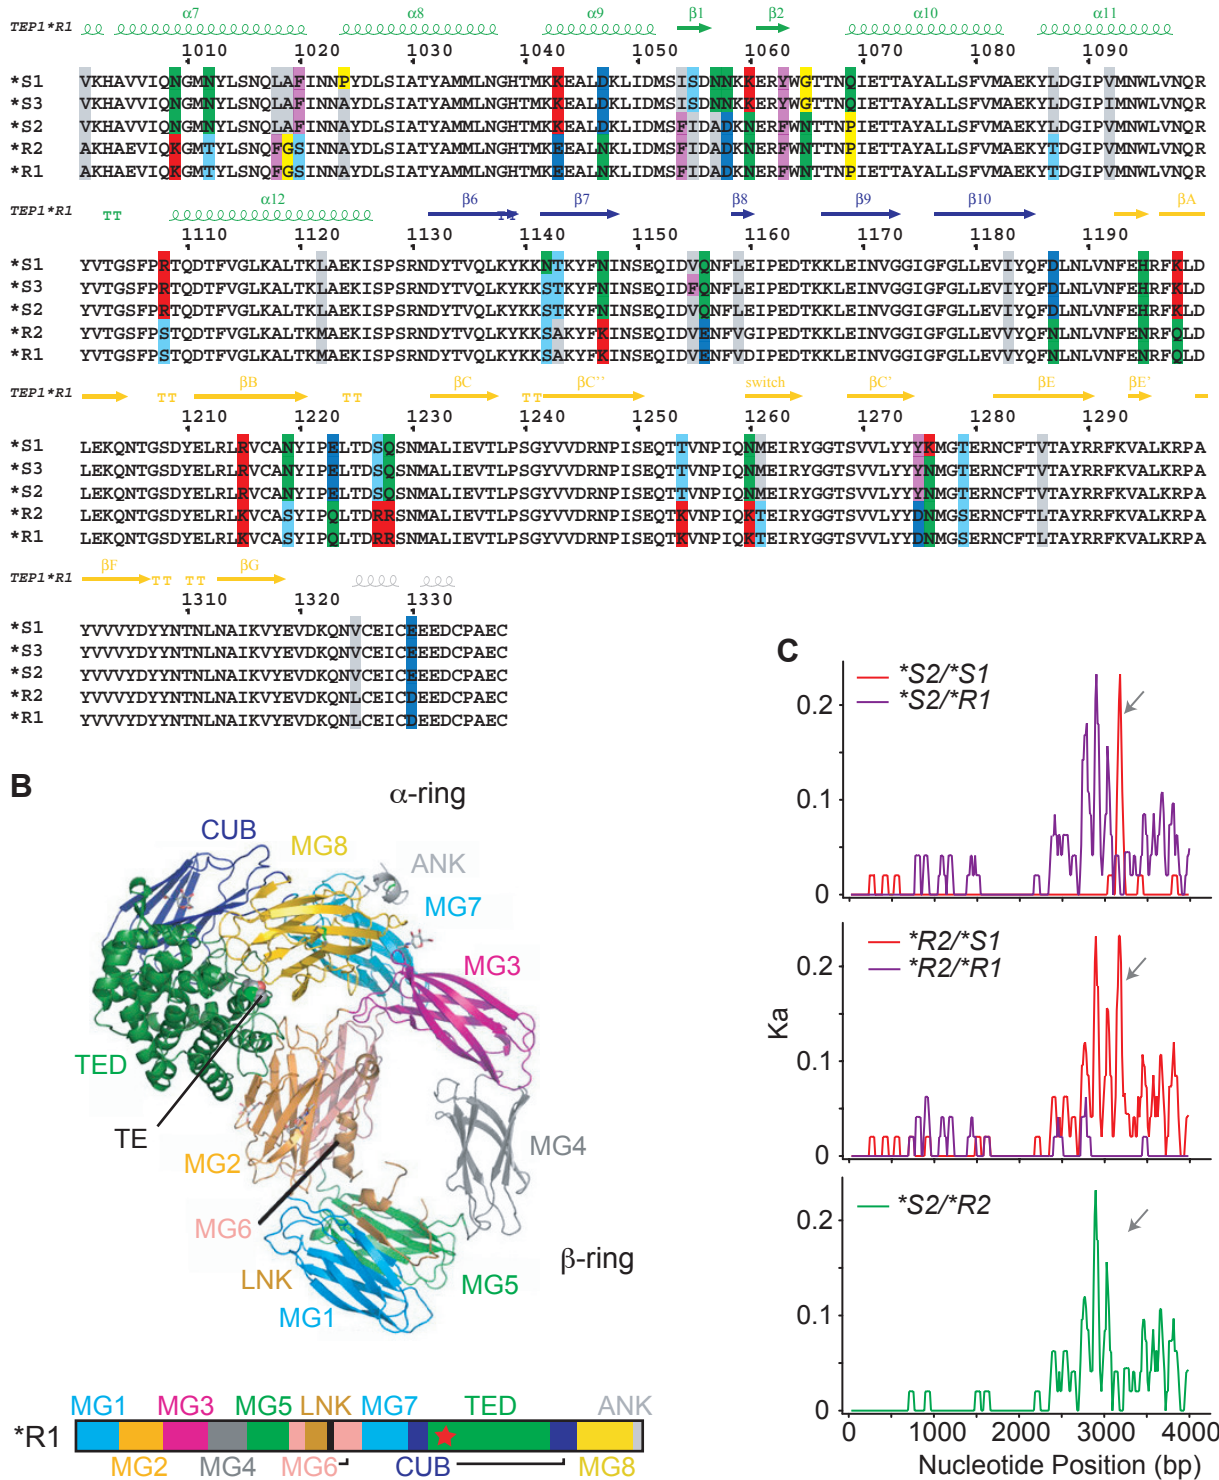 TEP1*R1 α7 α8 α9 β1 β2 α10 α11
1010 1020 1030 1040 1050 1060 1070 1080 1090
*S1 VKHAVVIQNGMNYLSNQLAFINNPYDLSIATYAMMLNGHTMKKEALDKLIDMSISDNNKKERYWGTTNQIETTAYALLSFVMAEKYLDGIPVMNWLVNQR
*S3 VKHAVVIQNGMNYLSNQLAFINNAYDLSIATYAMMLNGHTMKKEALDKLIDMSISDNNKKERYWGTTNQIETTAYALLSFVMAEKYLDGIPIMNWLVNQR
*S2 VKHAVVIQNGMNYLSNQLAFINNAYDLSIATYAMMLNGHTMKKEALDKLIDMSFIDADKNERFWNTTNPIETTAYALLSFVMAEKYLDGIPVMNWLVNQR
*R2 AKHAEVIQKGMTYLSNQFGSINNAYDLSIATYAMMLNGHTMKEEALNKLIDMSFIDADKNERFWNTTNPIETTAYALLSFVMAEKYTDGIPVMNWLVNQR
*R1 AKHAEVIQKGMTYLSNQFGSINNAYDLSIATYAMMLNGHTMKEEALNKLIDMSFIDADKNERFWNTTNPIETTAYALLSFVMAEKYTDGIPVMNWLVNQR
TEP1*R1 TT α12 β6 TT β7 β8 β9 β10 βA
1110 1120 1130 1140 1150 1160 1170 1180 1190
*S1 YVTGSFPRTQDTFVGLKALTKLAEKISPSRNDYTVQLKYKKNTKYFNINSEQIDVQNFLEIPEDTKKLEINVGGIGFGLLEVIYQFDLNLVNFEHRFKLD
*S3 YVTGSFPRTQDTFVGLKALTKLAEKISPSRNDYTVQLKYKKSTKYFNINSEQIDFQNFLEIPEDTKKLEINVGGIGFGLLEVIYQFDLNLVNFEHRFKLD
*S2 YVTGSFPRTQDTFVGLKALTKLAEKISPSRNDYTVQLKYKKSTKYFNINSEQIDVQNFLEIPEDTKKLEINVGGIGFGLLEVIYQFDLNLVNFEHRFKLD
*R2 YVTGSFPSTQDTFVGLKALTKMAEKISPSRNDYTVQLKYKKSAKYFKINSEQIDVENFVGIPEDTKKLEINVGGIGFGLLEVVYQFNLNLVNFENRFQLD
*R1 YVTGSFPSTQDTFVGLKALTKMAEKISPSRNDYTVQLKYKKSAKYFKINSEQIDVENFVDIPEDTKKLEINVGGIGFGLLEVIYQFNLNLVNFENRFQLD
TEP1*R1 TT βB TT βC TT βC'' switch βC' βE βE'
1210 1220 1230 1240 1250 1260 1270 1280 1290
*S1 LEKQNTGSDYELRLRVCANYIPELTDSQSNMALIEVTLPSGYVVDRNPISEQTTVNPIQNMEIRYGGTSVVLYYYKMGTERNCFTVTAYRRFKVALKRPA
*S3 LEKQNTGSDYELRLRVCANYIPELTDSQSNMALIEVTLPSGYVVDRNPISEQTTVNPIQNMEIRYGGTSVVLYYYNMGTERNCFTVTAYRRFKVALKRPA
*S2 LEKQNTGSDYELRLRVCANYIPELTDSQSNMALIEVTLPSGYVVDRNPISEQTTVNPIQNMEIRYGGTSVVLYYYNMGTERNCFTVTAYRRFKVALKRPA
*R2 LEKQNTGSDYELRLKVCASYIPQLTDRRSNMALIEVTLPSGYVVDRNPISEQTKVNPIQKTEIRYGGTSVVLYYDNMGSERNCFTLTAYRRFKVALKRPA
*R1 LEKQNTGSDYELRLKVCASYIPQLTDRRSNMALIEVTLPSGYVVDRNPISEQTKVNPIQKTEIRYGGTSVVLYYDNMGSERNCFTLTAYRRFKVALKRPA
TEP1*R1 βF TT TT βG
1310 1320 1330
*S1 YVVVYDYYNTNLNAIKVYEVDKQNVCEICEEEDCPAEC
*S3 YVVVYDYYNTNLNAIKVYEVDKQNVCEICEEEDCPAEC
*S2 YVVVYDYYNTNLNAIKVYEVDKQNVCEICEEEDCPAEC
*R2 YVVVYDYYNTNLNAIKVYEVDKQNLCEICDEEDCPAEC
*R1 YVVVYDYYNTNLNAIKVYEVDKQNLCEICDEEDCPAEC
B
α-ring
CUB
MG8
ANK
MG7
MG3
TED
TE
MG2
MG4
MG6
β-ring
LNK
MG5
MG1
MG1 MG3 MG5 LNK MG7 TED ANK
*R1
MG2 MG4 MG6 CUB MG8
C
*S2/*S1
*S2/*R1
0.2
0.1
0
*R2/*S1
*R2/*R1
0.2
0.1
0
Ka
*S2/*R2
0.2
0.1
0
0 1000 2000 3000 4000
Nucleotide Position (bp)